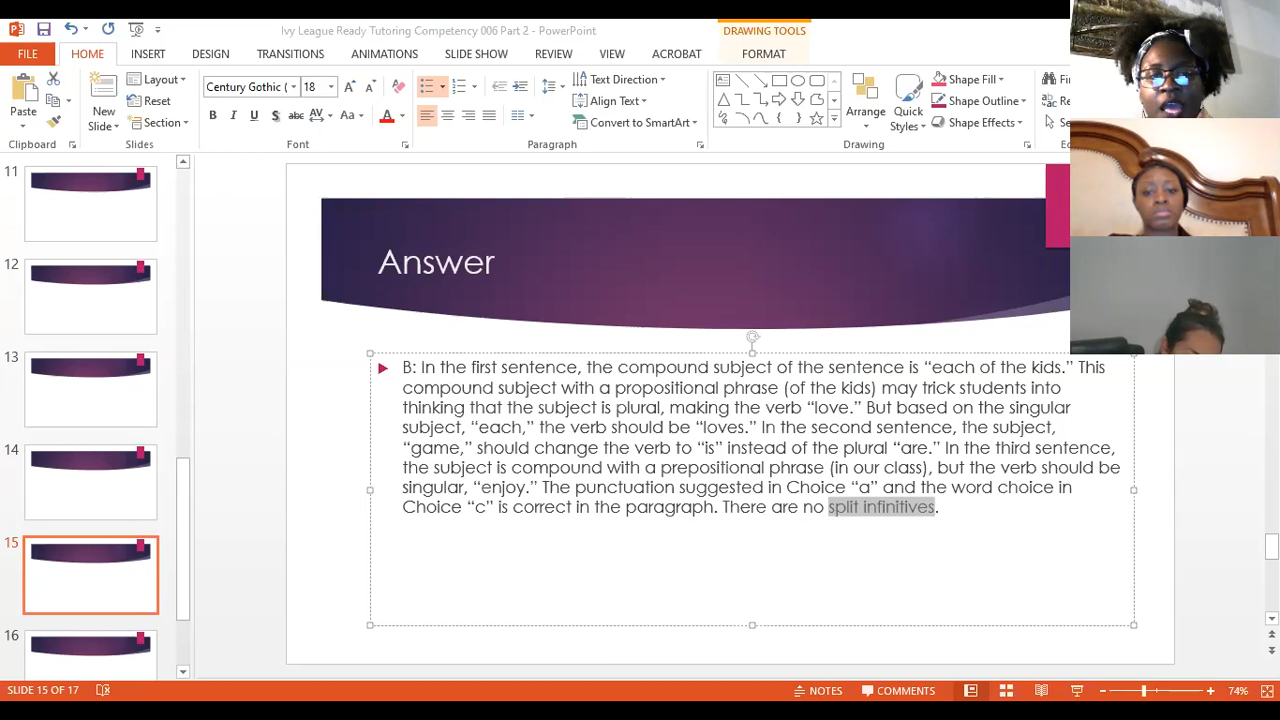 Ivy League Ready Tutoring Competency 006 Part 2 - PowerPoint
DRAWING TOOLS
FILE HOME INSERT DESIGN TRANSITIONS ANIMATIONS SLIDE SHOW REVIEW VIEW ACROBAT FORMAT
Paste
New
Slide
Layout
Reset
Section
Century Gothic ( 18
B I U S abc AV Aa A
Text Direction
Align Text
Convert to SmartArt
Arrange
Quick
Styles
Shape Fill
Shape Outline
Shape Effects
Clipboard Slides Font Paragraph Drawing
11
12
13
14
15
16
Answer
B: In the first sentence, the compound subject of the sentence is “each of the kids.” This
compound subject with a propositional phrase (of the kids) may trick students into
thinking that the subject is plural, making the verb “love.” But based on the singular
subject, “each,” the verb should be “loves.” In the second sentence, the subject,
“game,” should change the verb to “is” instead of the plural “are.” In the third sentence,
the subject is compound with a prepositional phrase (in our class), but the verb should be
singular, “enjoy.” The punctuation suggested in Choice “a” and the word choice in
Choice “c” is correct in the paragraph. There are no split infinitives.
SLIDE 15 OF 17
NOTES
COMMENTS
74%